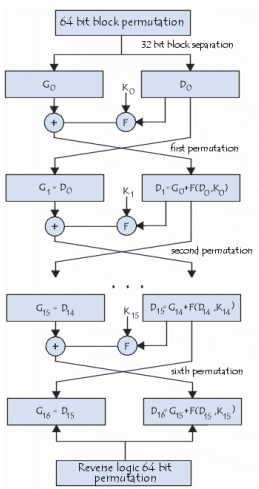 64 bit block permutation
32 bit block separation
G0
K0
D0
+
F
first permutation
G1 - D0
K1
D1-G0+F(D0,K0)
+
F
second permutation
. . .
G15 - D14
K15
D15-G14+F(D14,K14)
+
F
sixth permutation
G16 - D15
D16-G15+F(D15,K15)
Reverse logic 64 bit
permutation